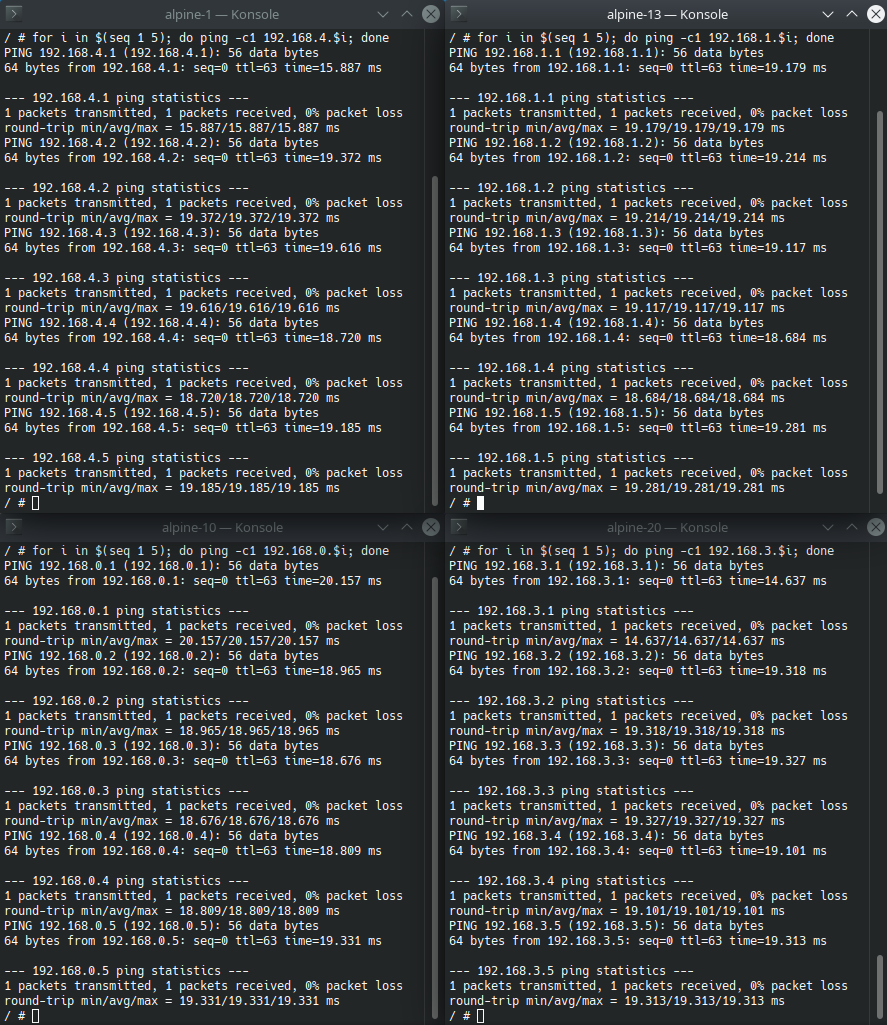 alpine-1 — Konsole
/ # for i in $(seq 1 5); do ping -c1 192.168.4.$i; done
PING 192.168.4.1 (192.168.4.1): 56 data bytes
64 bytes from 192.168.4.1: seq=0 ttl=63 time=15.887 ms

--- 192.168.4.1 ping statistics ---
1 packets transmitted, 1 packets received, 0% packet loss
round-trip min/avg/max = 15.887/15.887/15.887 ms
PING 192.168.4.2 (192.168.4.2): 56 data bytes
64 bytes from 192.168.4.2: seq=0 ttl=63 time=19.372 ms

--- 192.168.4.2 ping statistics ---
1 packets transmitted, 1 packets received, 0% packet loss
round-trip min/avg/max = 19.372/19.372/19.372 ms
PING 192.168.4.3 (192.168.4.3): 56 data bytes
64 bytes from 192.168.4.3: seq=0 ttl=63 time=19.616 ms

--- 192.168.4.3 ping statistics ---
1 packets transmitted, 1 packets received, 0% packet loss
round-trip min/avg/max = 19.616/19.616/19.616 ms
PING 192.168.4.4 (192.168.4.4): 56 data bytes
64 bytes from 192.168.4.4: seq=0 ttl=63 time=18.720 ms

--- 192.168.4.4 ping statistics ---
1 packets transmitted, 1 packets received, 0% packet loss
round-trip min/avg/max = 18.720/18.720/18.720 ms
PING 192.168.4.5 (192.168.4.5): 56 data bytes
64 bytes from 192.168.4.5: seq=0 ttl=63 time=19.185 ms

--- 192.168.4.5 ping statistics ---
1 packets transmitted, 1 packets received, 0% packet loss
round-trip min/avg/max = 19.185/19.185/19.185 ms
/ #
alpine-13 — Konsole
/ # for i in $(seq 1 5); do ping -c1 192.168.1.$i; done
PING 192.168.1.1 (192.168.1.1): 56 data bytes
64 bytes from 192.168.1.1: seq=0 ttl=63 time=19.179 ms

--- 192.168.1.1 ping statistics ---
1 packets transmitted, 1 packets received, 0% packet loss
round-trip min/avg/max = 19.179/19.179/19.179 ms
PING 192.168.1.2 (192.168.1.2): 56 data bytes
64 bytes from 192.168.1.2: seq=0 ttl=63 time=19.214 ms

--- 192.168.1.2 ping statistics ---
1 packets transmitted, 1 packets received, 0% packet loss
round-trip min/avg/max = 19.214/19.214/19.214 ms
PING 192.168.1.3 (192.168.1.3): 56 data bytes
64 bytes from 192.168.1.3: seq=0 ttl=63 time=19.117 ms

--- 192.168.1.3 ping statistics ---
1 packets transmitted, 1 packets received, 0% packet loss
round-trip min/avg/max = 19.117/19.117/19.117 ms
PING 192.168.1.4 (192.168.1.4): 56 data bytes
64 bytes from 192.168.1.4: seq=0 ttl=63 time=18.684 ms

--- 192.168.1.4 ping statistics ---
1 packets transmitted, 1 packets received, 0% packet loss
round-trip min/avg/max = 18.684/18.684/18.684 ms
PING 192.168.1.5 (192.168.1.5): 56 data bytes
64 bytes from 192.168.1.5: seq=0 ttl=63 time=19.281 ms

--- 192.168.1.5 ping statistics ---
1 packets transmitted, 1 packets received, 0% packet loss
round-trip min/avg/max = 19.281/19.281/19.281 ms
/ #
alpine-10 — Konsole
/ # for i in $(seq 1 5); do ping -c1 192.168.0.$i; done
PING 192.168.0.1 (192.168.0.1): 56 data bytes
64 bytes from 192.168.0.1: seq=0 ttl=63 time=20.157 ms

--- 192.168.0.1 ping statistics ---
1 packets transmitted, 1 packets received, 0% packet loss
round-trip min/avg/max = 20.157/20.157/20.157 ms
PING 192.168.0.2 (192.168.0.2): 56 data bytes
64 bytes from 192.168.0.2: seq=0 ttl=63 time=18.965 ms

--- 192.168.0.2 ping statistics ---
1 packets transmitted, 1 packets received, 0% packet loss
round-trip min/avg/max = 18.965/18.965/18.965 ms
PING 192.168.0.3 (192.168.0.3): 56 data bytes
64 bytes from 192.168.0.3: seq=0 ttl=63 time=18.676 ms

--- 192.168.0.3 ping statistics ---
1 packets transmitted, 1 packets received, 0% packet loss
round-trip min/avg/max = 18.676/18.676/18.676 ms
PING 192.168.0.4 (192.168.0.4): 56 data bytes
64 bytes from 192.168.0.4: seq=0 ttl=63 time=18.809 ms

--- 192.168.0.4 ping statistics ---
1 packets transmitted, 1 packets received, 0% packet loss
round-trip min/avg/max = 18.809/18.809/18.809 ms
PING 192.168.0.5 (192.168.0.5): 56 data bytes
64 bytes from 192.168.0.5: seq=0 ttl=63 time=19.331 ms

--- 192.168.0.5 ping statistics ---
1 packets transmitted, 1 packets received, 0% packet loss
round-trip min/avg/max = 19.331/19.331/19.331 ms
/ #
alpine-20 — Konsole
/ # for i in $(seq 1 5); do ping -c1 192.168.3.$i; done
PING 192.168.3.1 (192.168.3.1): 56 data bytes
64 bytes from 192.168.3.1: seq=0 ttl=63 time=14.637 ms

--- 192.168.3.1 ping statistics ---
1 packets transmitted, 1 packets received, 0% packet loss
round-trip min/avg/max = 14.637/14.637/14.637 ms
PING 192.168.3.2 (192.168.3.2): 56 data bytes
64 bytes from 192.168.3.2: seq=0 ttl=63 time=19.318 ms

--- 192.168.3.2 ping statistics ---
1 packets transmitted, 1 packets received, 0% packet loss
round-trip min/avg/max = 19.318/19.318/19.318 ms
PING 192.168.3.3 (192.168.3.3): 56 data bytes
64 bytes from 192.168.3.3: seq=0 ttl=63 time=19.327 ms

--- 192.168.3.3 ping statistics ---
1 packets transmitted, 1 packets received, 0% packet loss
round-trip min/avg/max = 19.327/19.327/19.327 ms
PING 192.168.3.4 (192.168.3.4): 56 data bytes
64 bytes from 192.168.3.4: seq=0 ttl=63 time=19.101 ms

--- 192.168.3.4 ping statistics ---
1 packets transmitted, 1 packets received, 0% packet loss
round-trip min/avg/max = 19.101/19.101/19.101 ms
PING 192.168.3.5 (192.168.3.5): 56 data bytes
64 bytes from 192.168.3.5: seq=0 ttl=63 time=19.313 ms

--- 192.168.3.5 ping statistics ---
1 packets transmitted, 1 packets received, 0% packet loss
round-trip min/avg/max = 19.313/19.313/19.313 ms
/ #